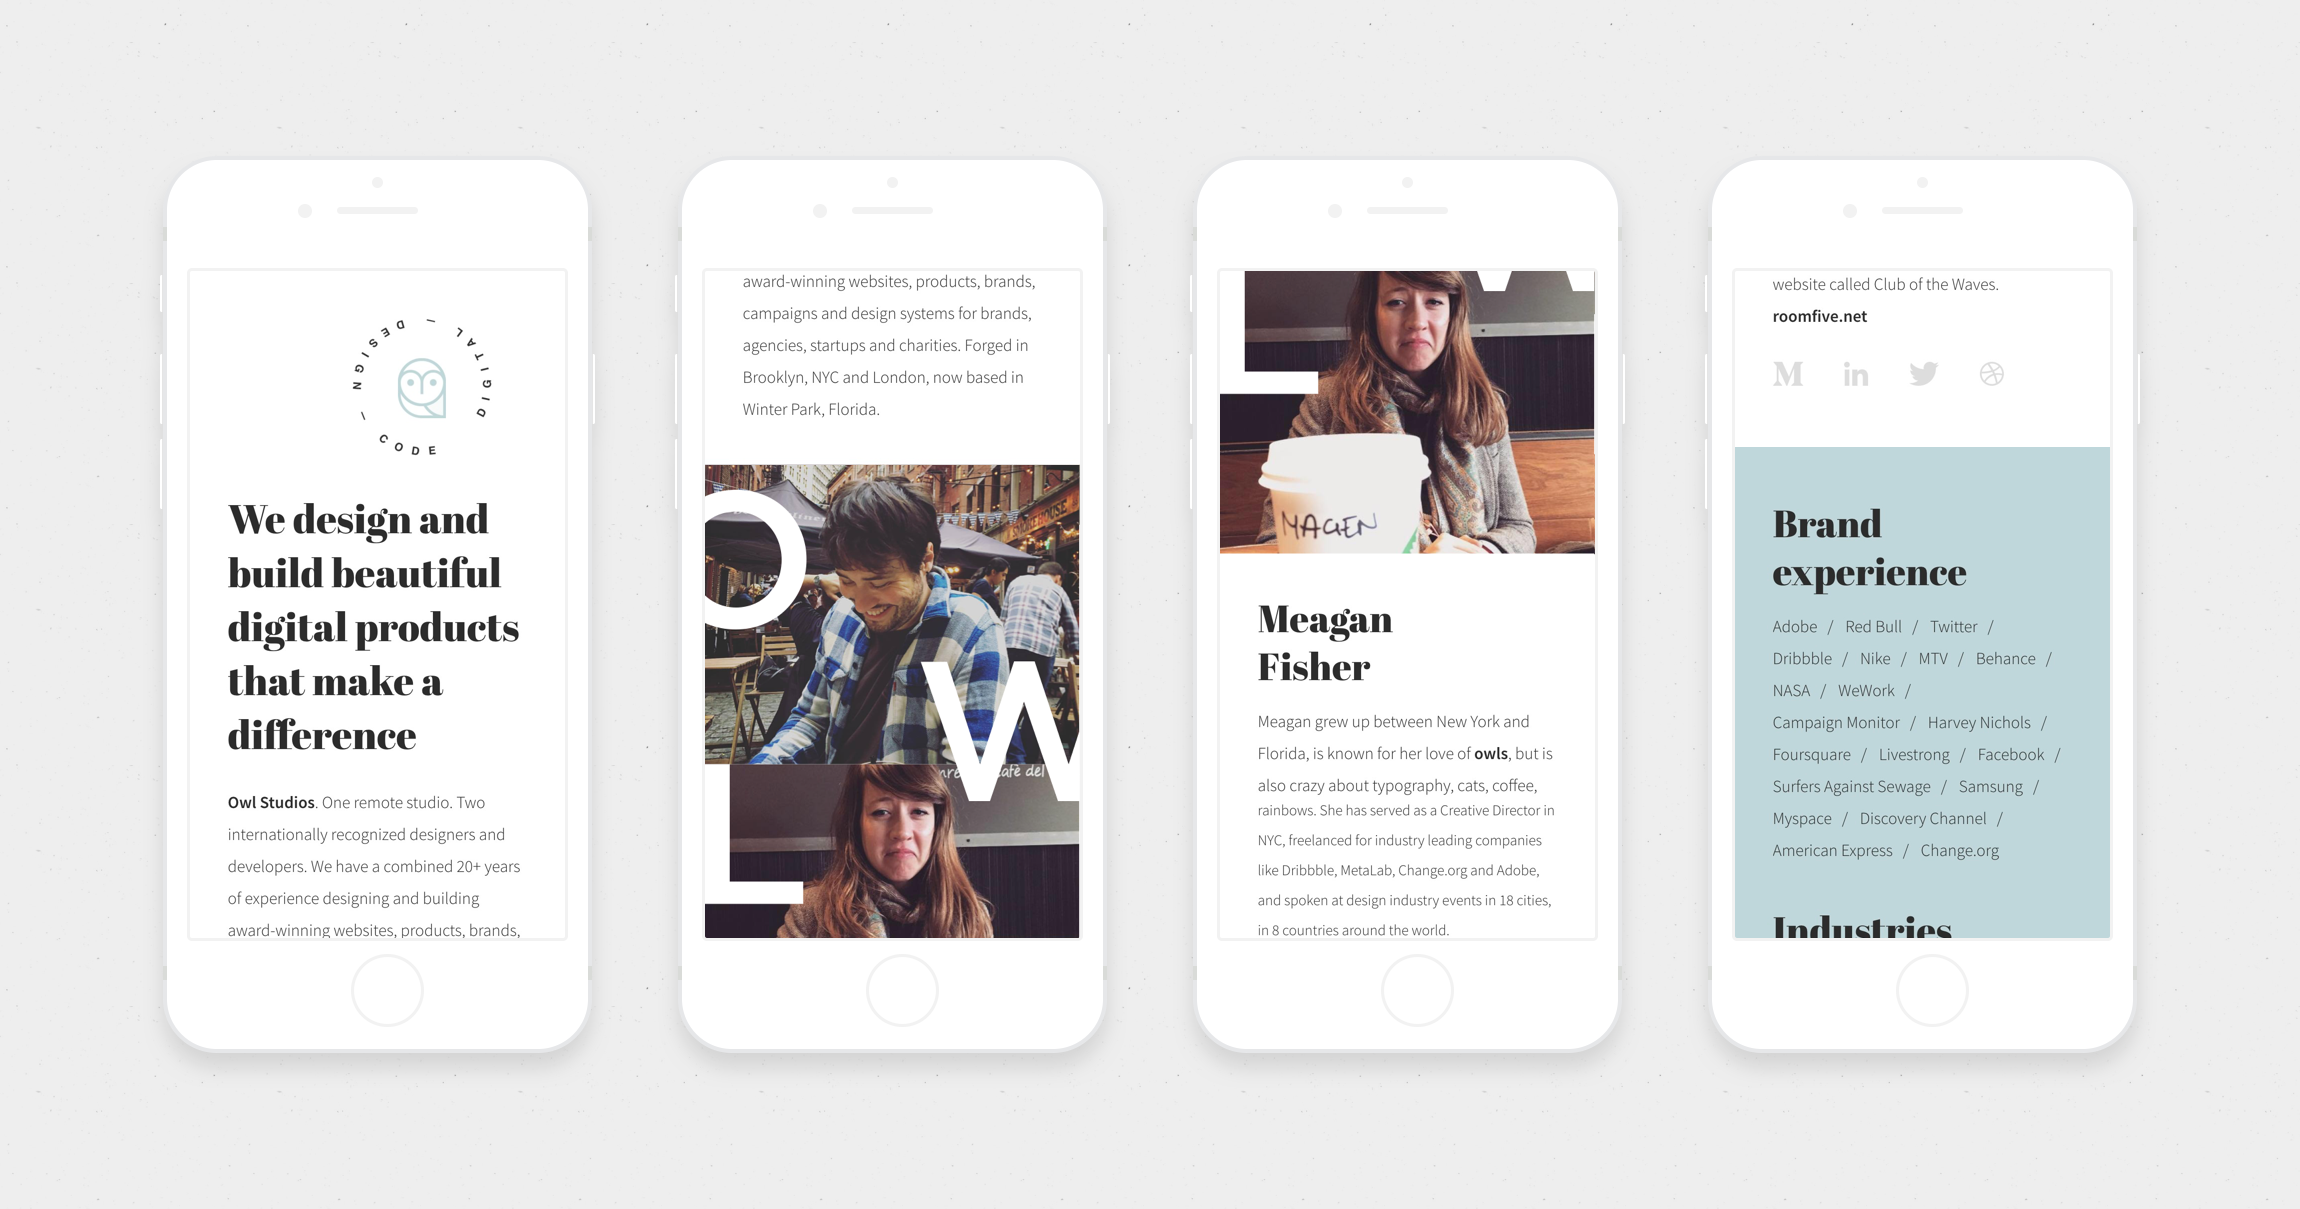 DESIGN — DIGITAL — CODE
We design and
build beautiful
digital products
that make a
difference
Owl Studios. One remote studio. Two
internationally recognized designers and
developers. We have a combined 20+ years
of experience designing and building
award-winning websites, products, brands,
award-winning websites, products, brands,
campaigns and design systems for brands,
agencies, startups and charities. Forged in
Brooklyn, NYC and London, now based in
Winter Park, Florida.
O
W
cafè del
L
W
L
MAGEN
Meagan
Fisher
Meagan grew up between New York and
Florida, is known for her love of owls, but is
also crazy about typography, cats, coffee,
rainbows. She has served as a Creative Director in
NYC, freelanced for industry leading companies
like Dribbble, MetaLab, Change.org and Adobe,
and spoken at design industry events in 18 cities,
in 8 countries around the world.
website called Club of the Waves.
roomfive.net
M
in
Brand
experience
Adobe / Red Bull / Twitter /
Dribbble / Nike / MTV / Behance /
NASA / WeWork /
Campaign Monitor / Harvey Nichols /
Foursquare / Livestrong / Facebook /
Surfers Against Sewage / Samsung /
Myspace / Discovery Channel /
American Express / Change.org
Industries